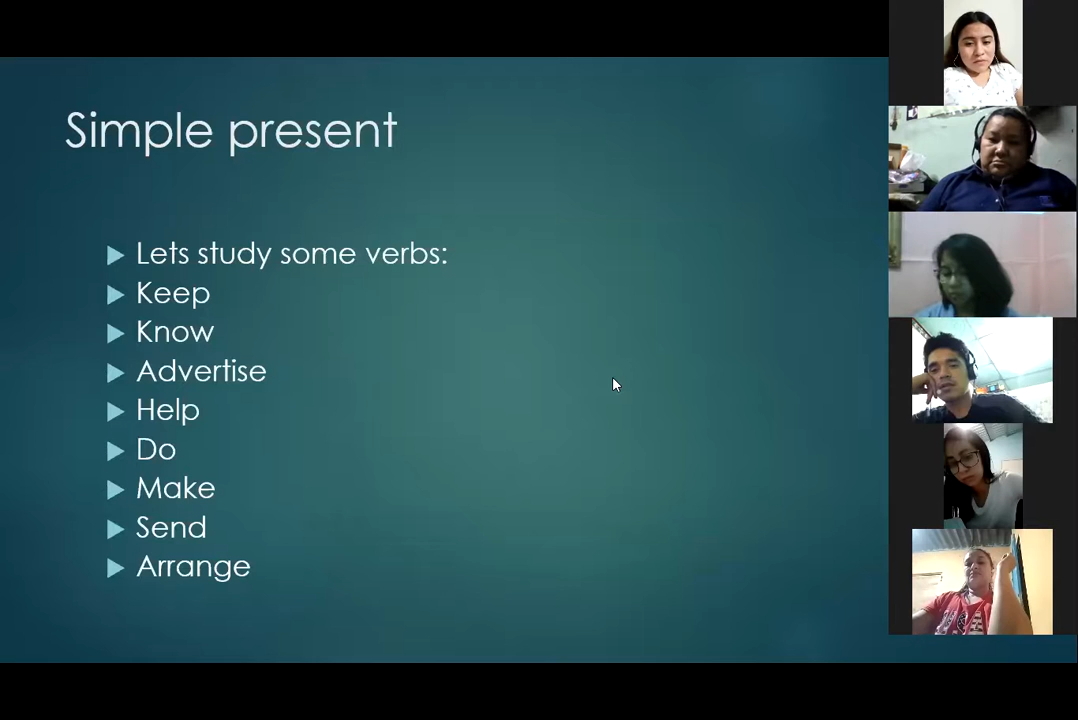 Simple present
Lets study some verbs:
Keep
Know
Advertise
Help
Do
Make
Send
Arrange